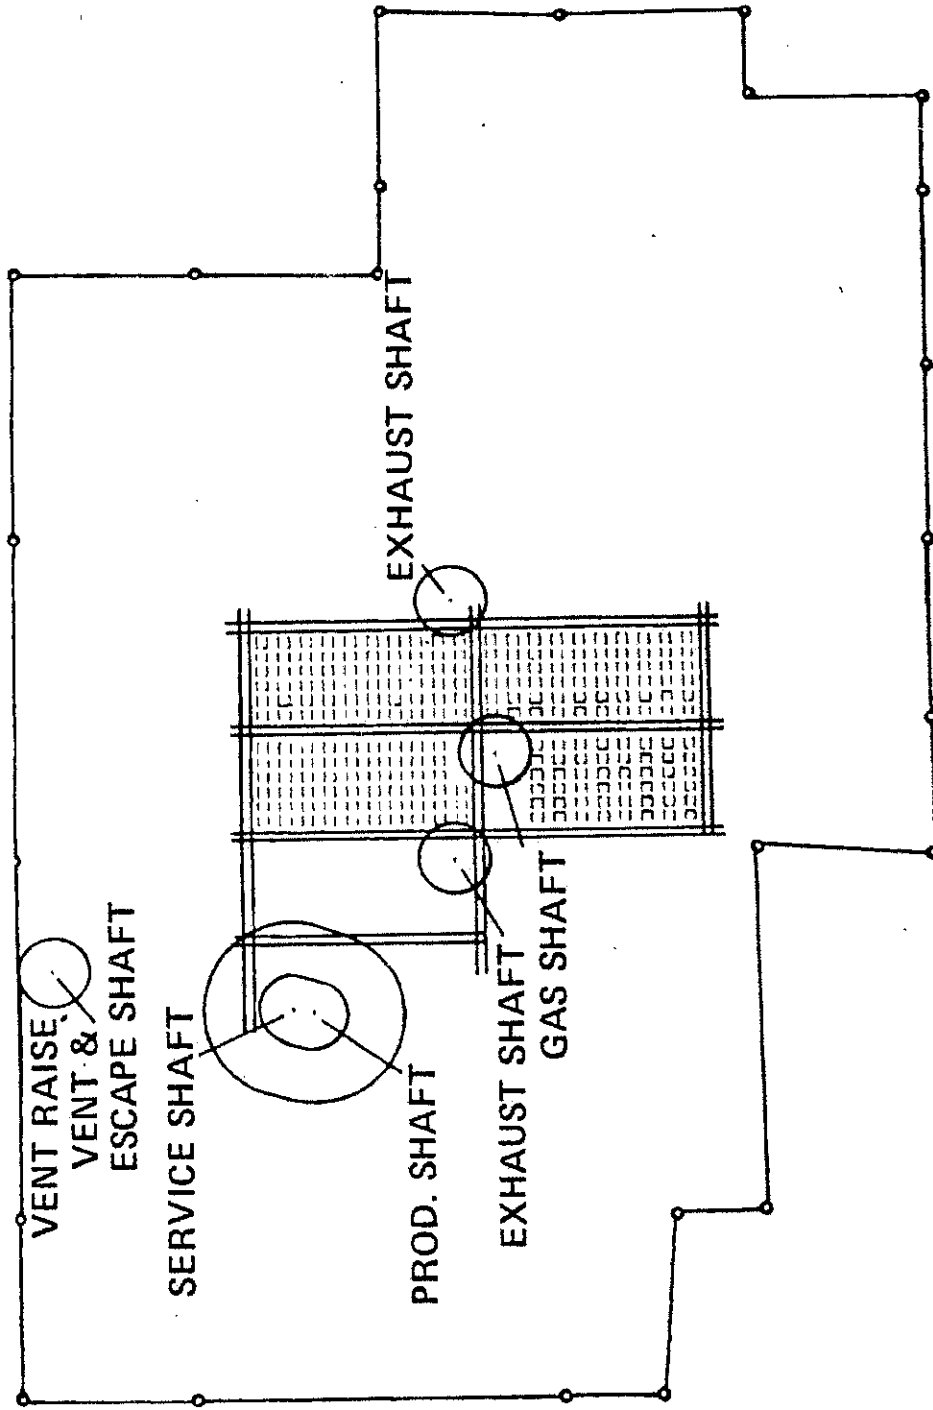 VENT RAISE,
VENT &
ESCAPE SHAFT
SERVICE SHAFT
PROD. SHAFT
EXHAUST SHAFT
GAS SHAFT
EXHAUST SHAFT